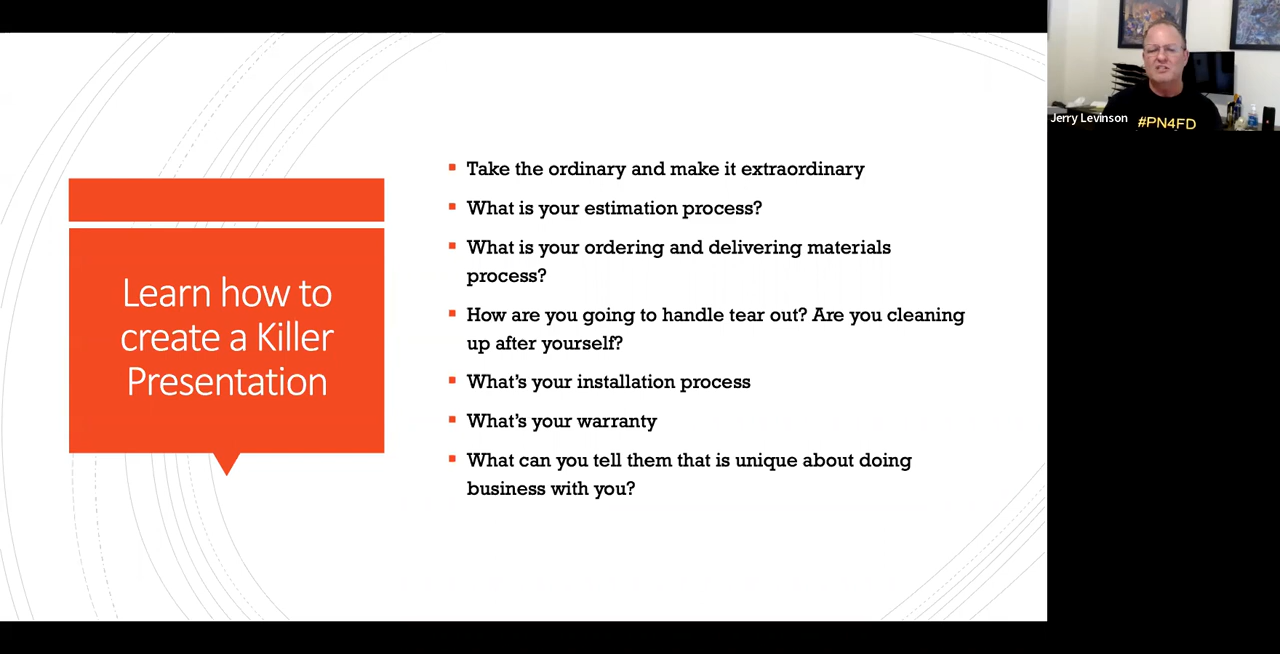 Learn how to
create a Killer
Presentation
Take the ordinary and make it extraordinary
What is your estimation process?
What is your ordering and delivering materials
process?
How are you going to handle tear out? Are you cleaning
up after yourself?
What's your installation process
What's your warranty
What can you tell them that is unique about doing
business with you?
Jerry Levinson
#PN4FD